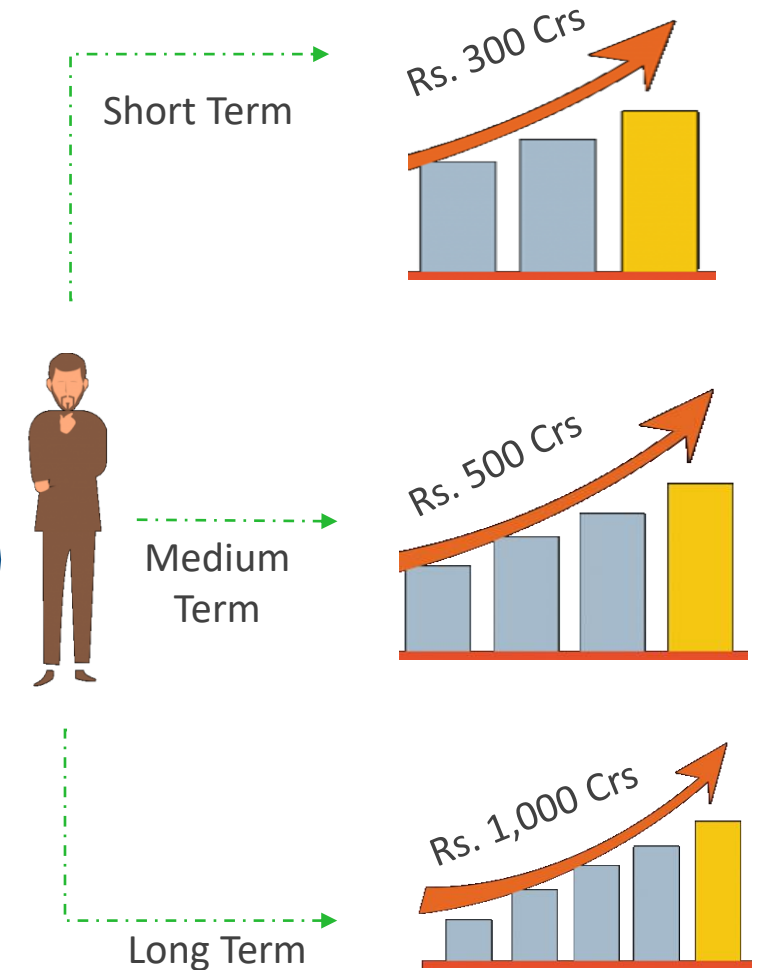 Rs. 300 Crs
Short Term
Rs. 500 Crs
Medium
Term
Rs. 1,000 Crs
Long Term